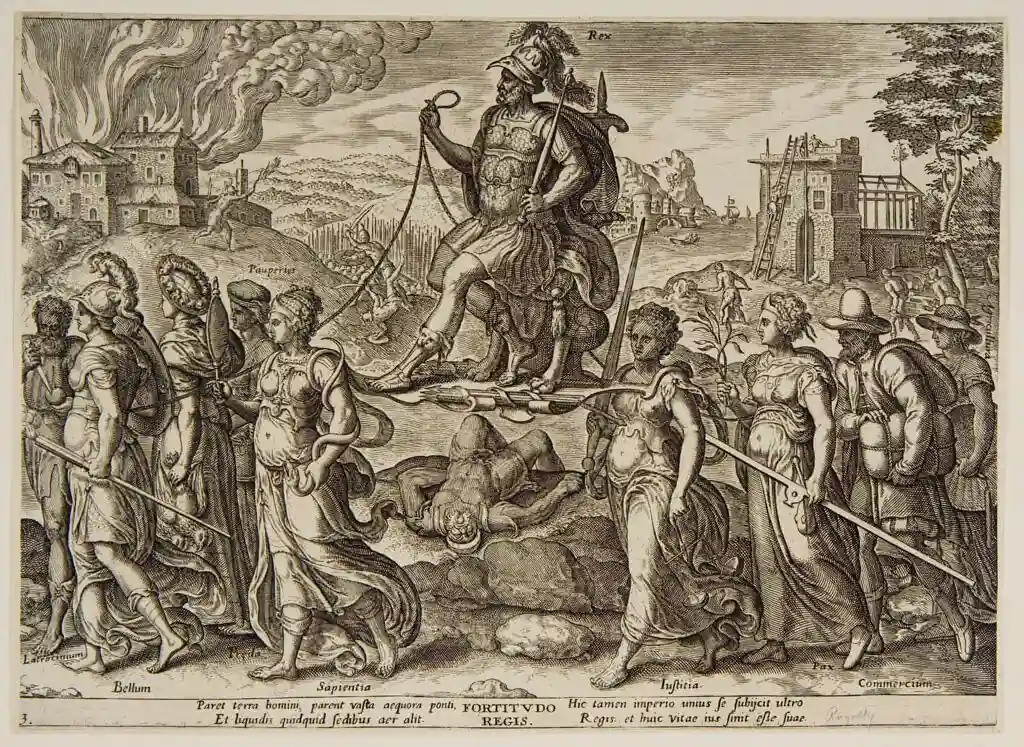 Rex
Pauperies
Latrocinium
Bellum
Præda
Sapientia
Iustitia.
Pax
Commercium
Paret terra homini, parent vasta aequora ponti,
Et liquidis quidquid sedibus aer alit.
FORTITVDO
REGIS.
Hic tamen imperio unius se subijcit ultro
Regis: et huic vitae ius sinit esse suae.
3.